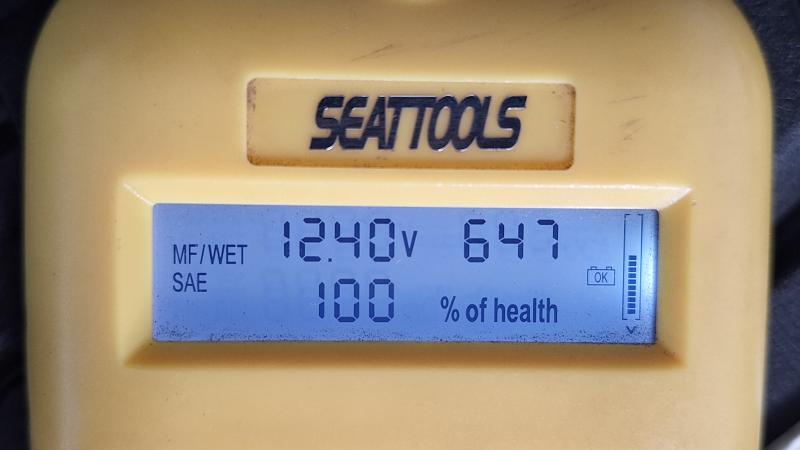 SEATTOOLS
MF/WET 12.40V 647
SAE 100 % of health
OK
V